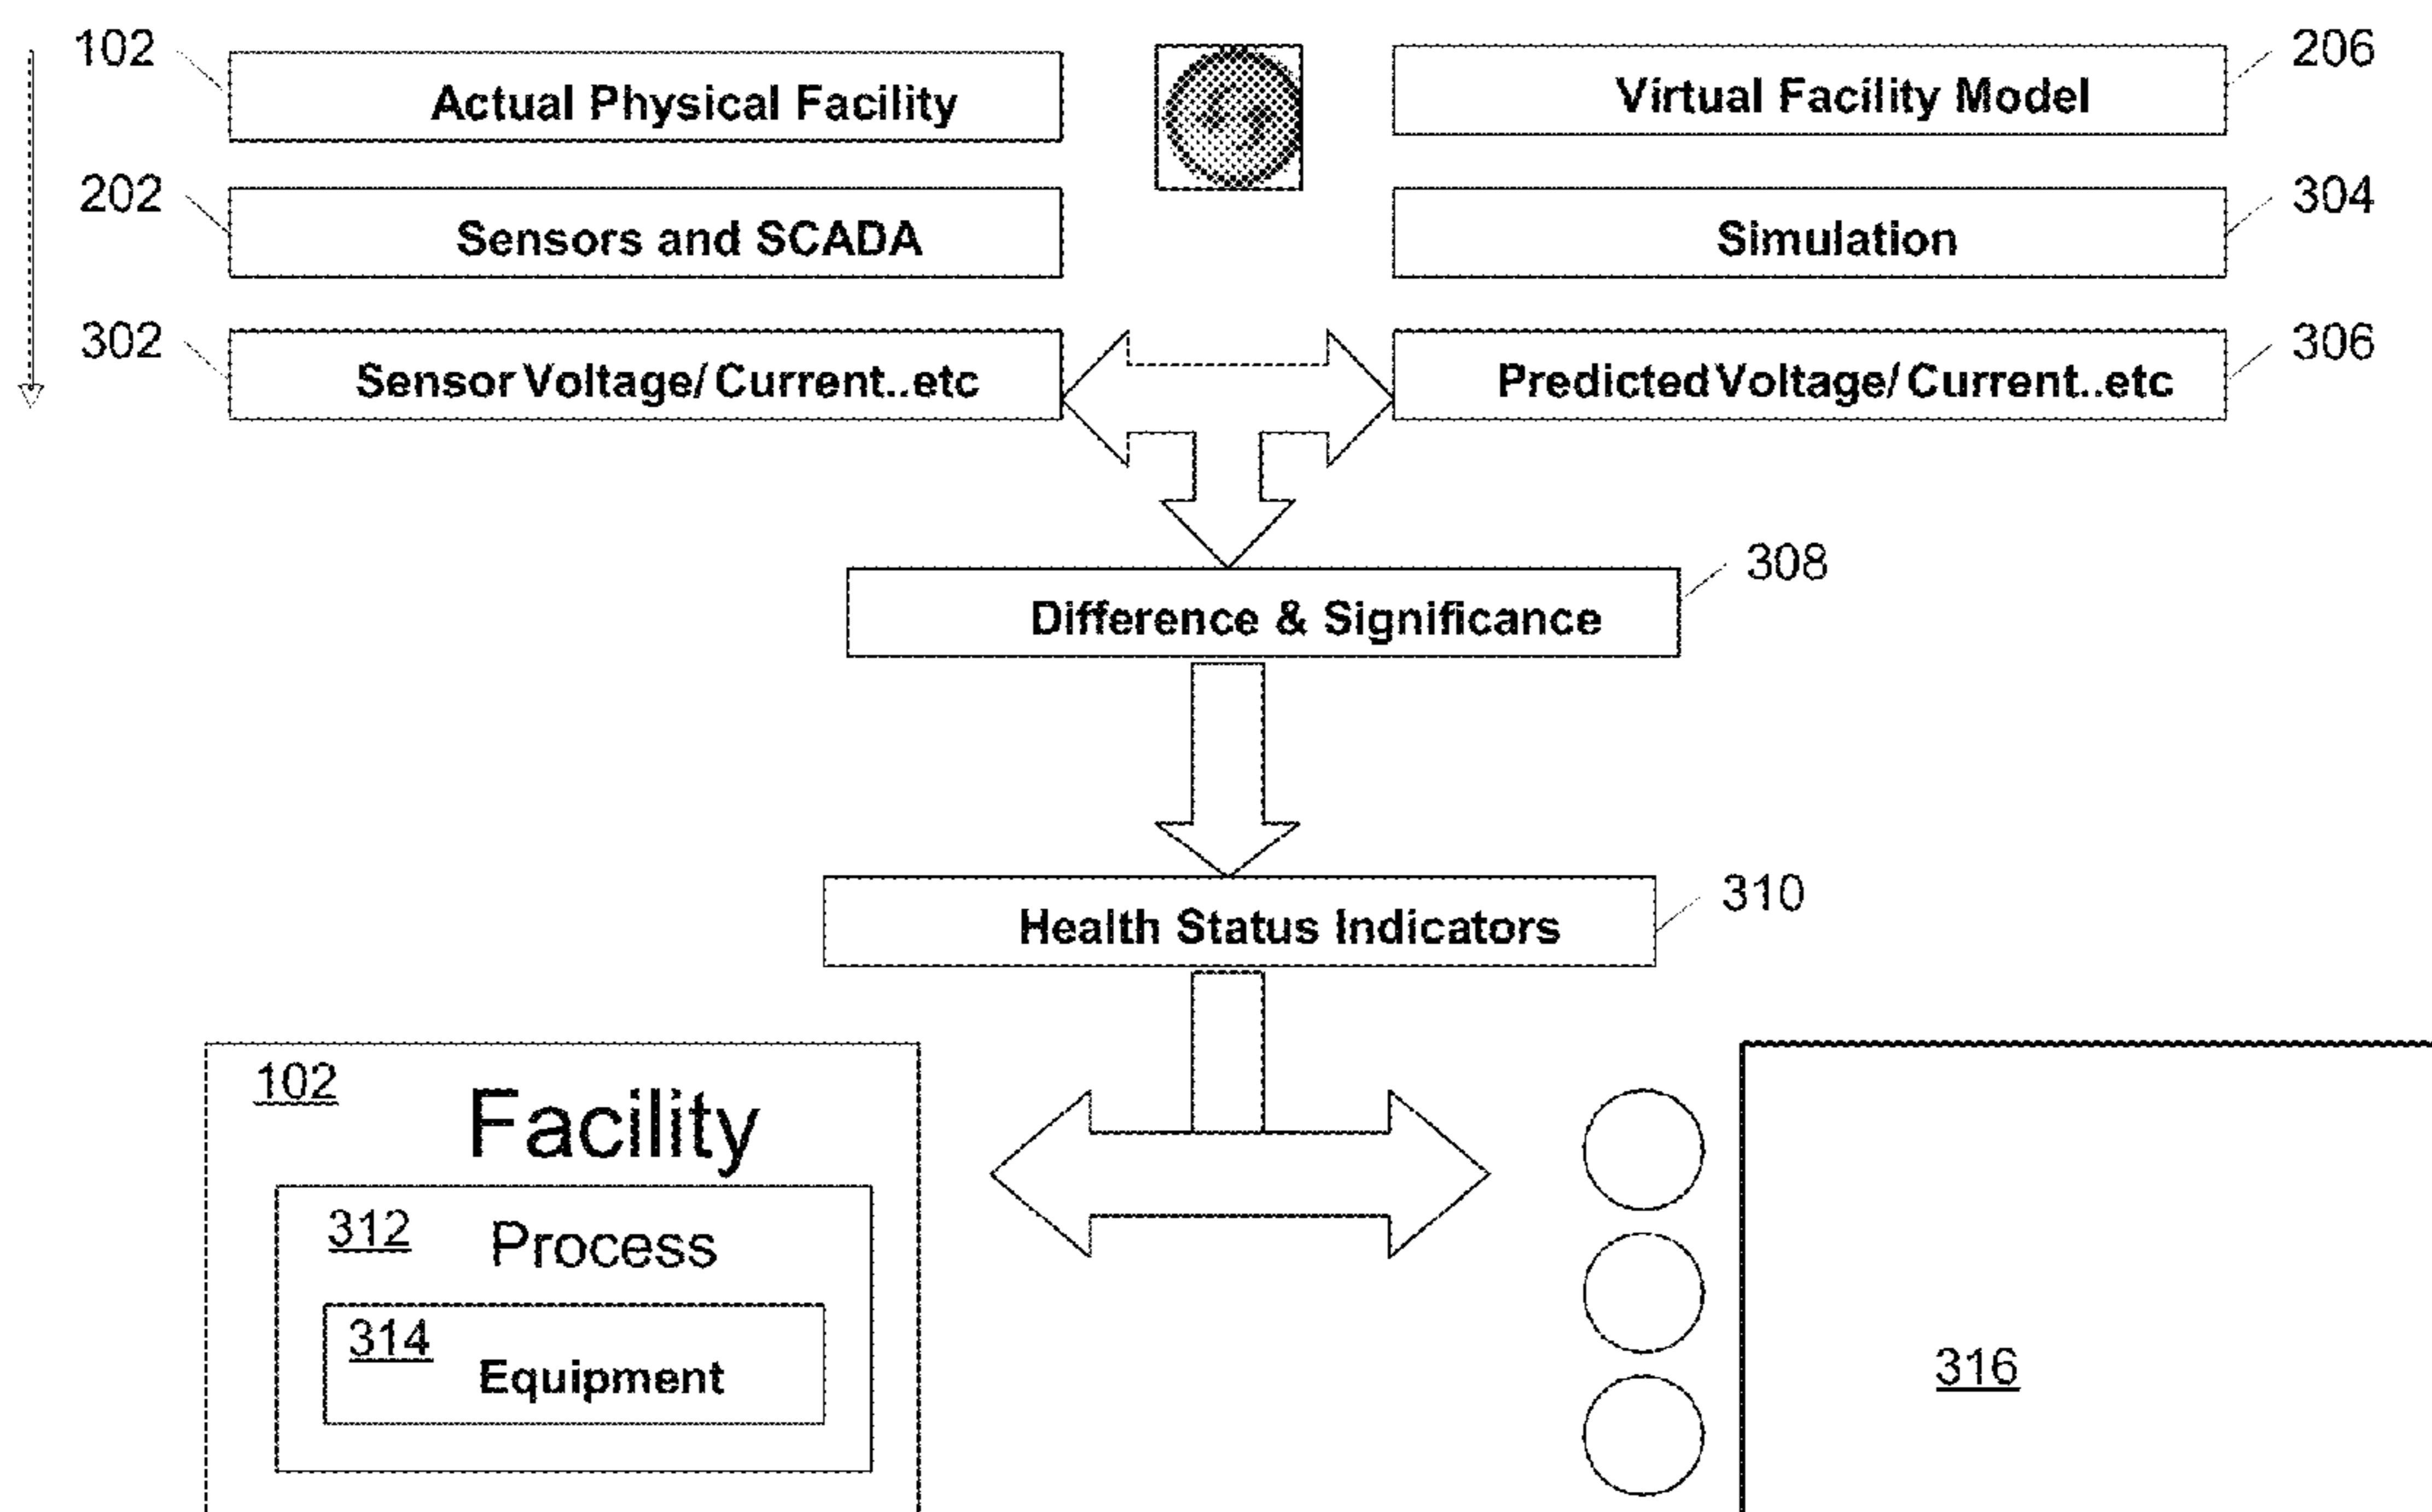 102
Actual Physical Facility
Virtual Facility Model
206
202
Sensors and SCADA
Simulation
304
302
Sensor Voltage/ Current..etc
Predicted Voltage/ Current..etc
306
Difference & Significance
308
Health Status Indicators
310
102
Facility
312
Process
314
Equipment
316